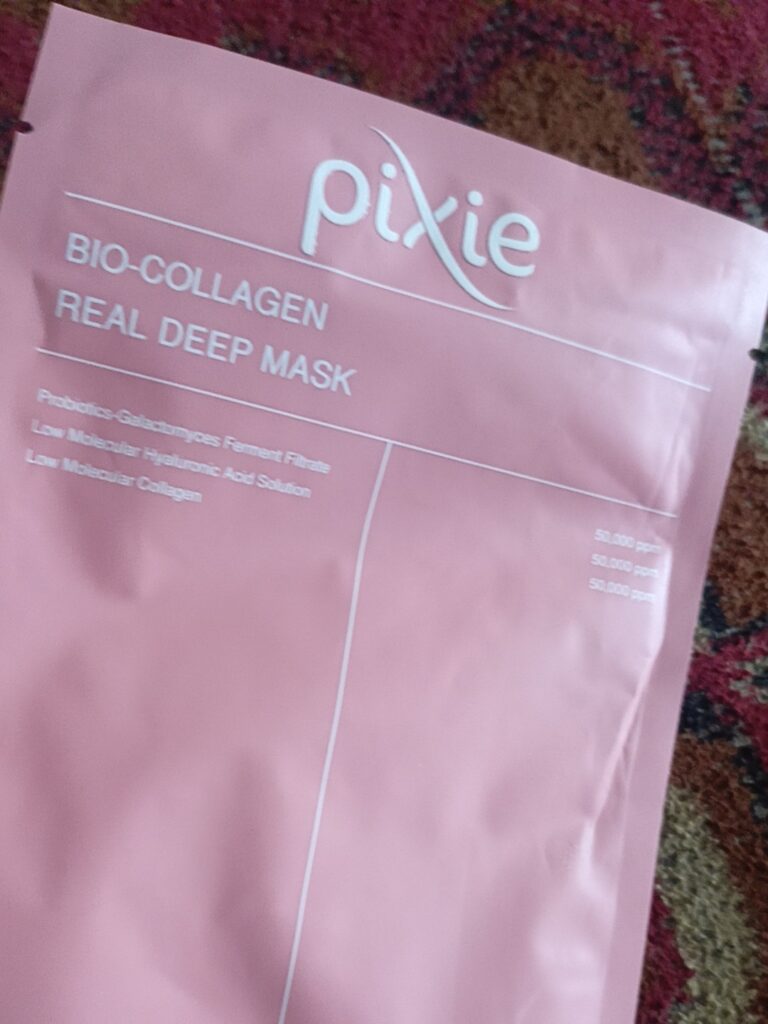 pixie
BIO-COLLAGEN
REAL DEEP MASK
Probiotics-Galactomyces Ferment Filtrate
Low Molecular Hyaluronic Acid Solution
Low Molecular Collagen
50,000 ppm
50,000 ppm
50,000 ppm